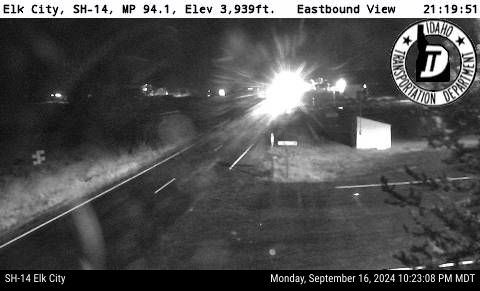 Elk City, SH-14, MP 94.1, Elev 3,939ft. Eastbound View 21:19:51
IDAHO
TRANSPORTATION DEPARTMENT
SH-14 Elk City Monday, September 16, 2024 10:23:08 PM MDT